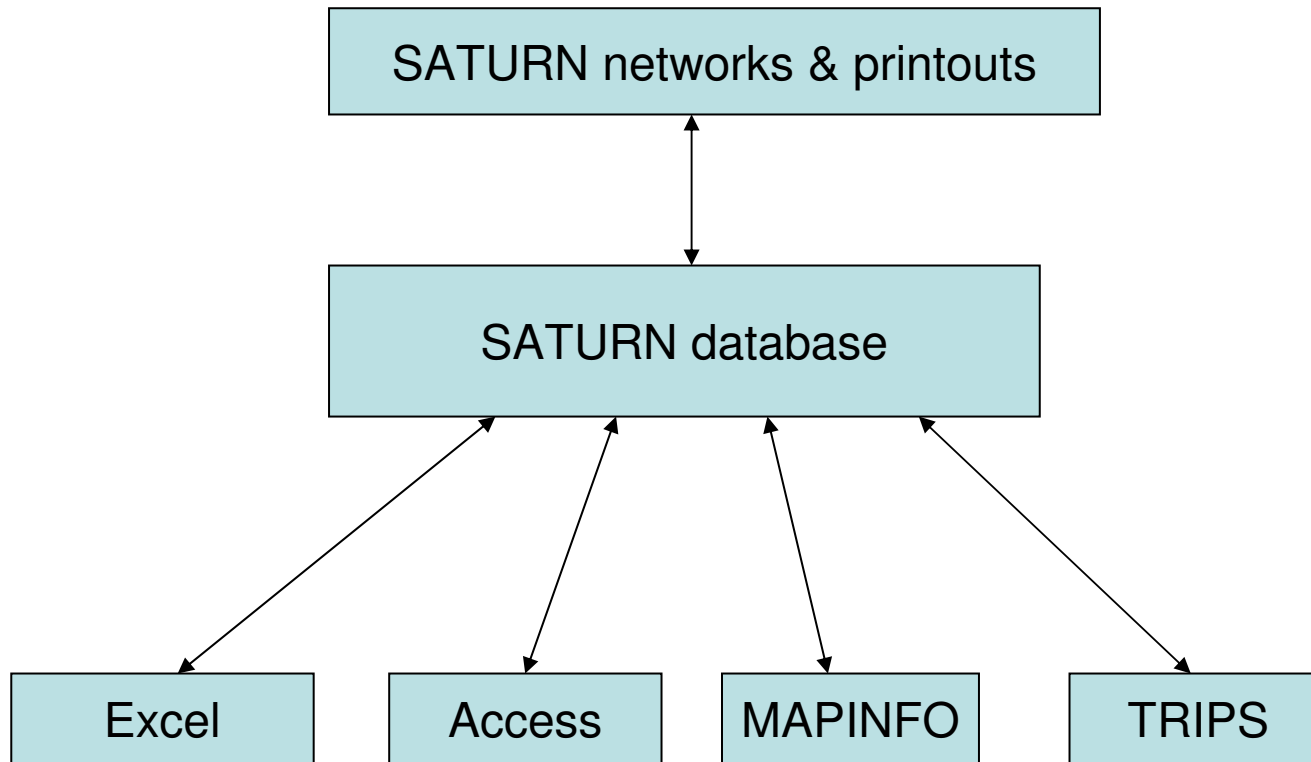 SATURN networks & printouts
SATURN database
Excel
Access
MAPINFO
TRIPS